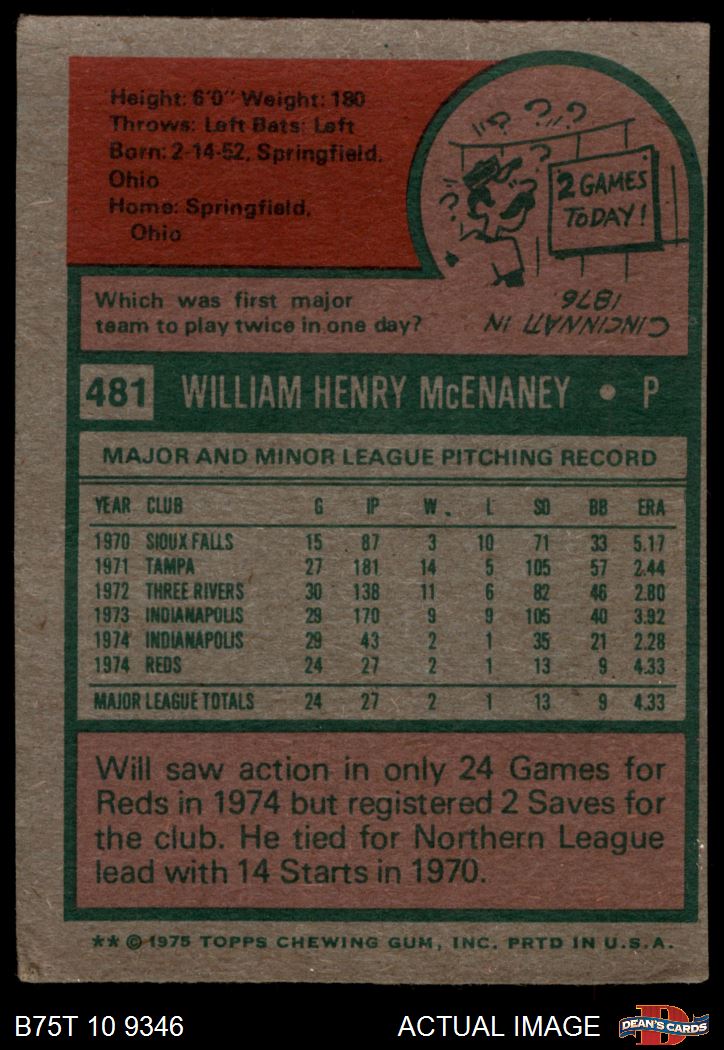 Height: 6'0" Weight: 180
Throws: Left Bats: Left
Born: 2-14-52, Springfield,
Ohio
Home: Springfield,
Ohio
2 GAMES
TODAY!
Which was first major
team to play twice in one day?
CINCINNATI IN
1876.
481 WILLIAM HENRY McENANEY • P
MAJOR AND MINOR LEAGUE PITCHING RECORD
YEAR CLUB G IP W. L SO BB ERA
1970 SIOUX FALLS 15 87 3 10 71 33 5.17
1971 TAMPA 27 181 14 5 105 57 2.44
1972 THREE RIVERS 30 138 11 6 82 46 2.80
1973 INDIANAPOLIS 29 170 9 9 105 40 3.92
1974 INDIANAPOLIS 29 43 2 1 35 21 2.28
1974 REDS 24 27 2 1 13 9 4.33
MAJOR LEAGUE TOTALS 24 27 2 1 13 9 4.33
Will saw action in only 24 Games for
Reds in 1974 but registered 2 Saves for
the club. He tied for Northern League
lead with 14 Starts in 1970.
** © 1975 TOPPS CHEWING GUM, INC. PRTD IN U.S.A.
B75T 10 9346
ACTUAL IMAGE
D
DEAN'S CARDS